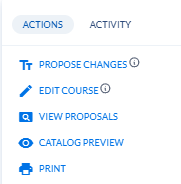 ACTIONS ACTIVITY
PROPOSE CHANGES
EDIT COURSE
VIEW PROPOSALS
CATALOG PREVIEW
PRINT